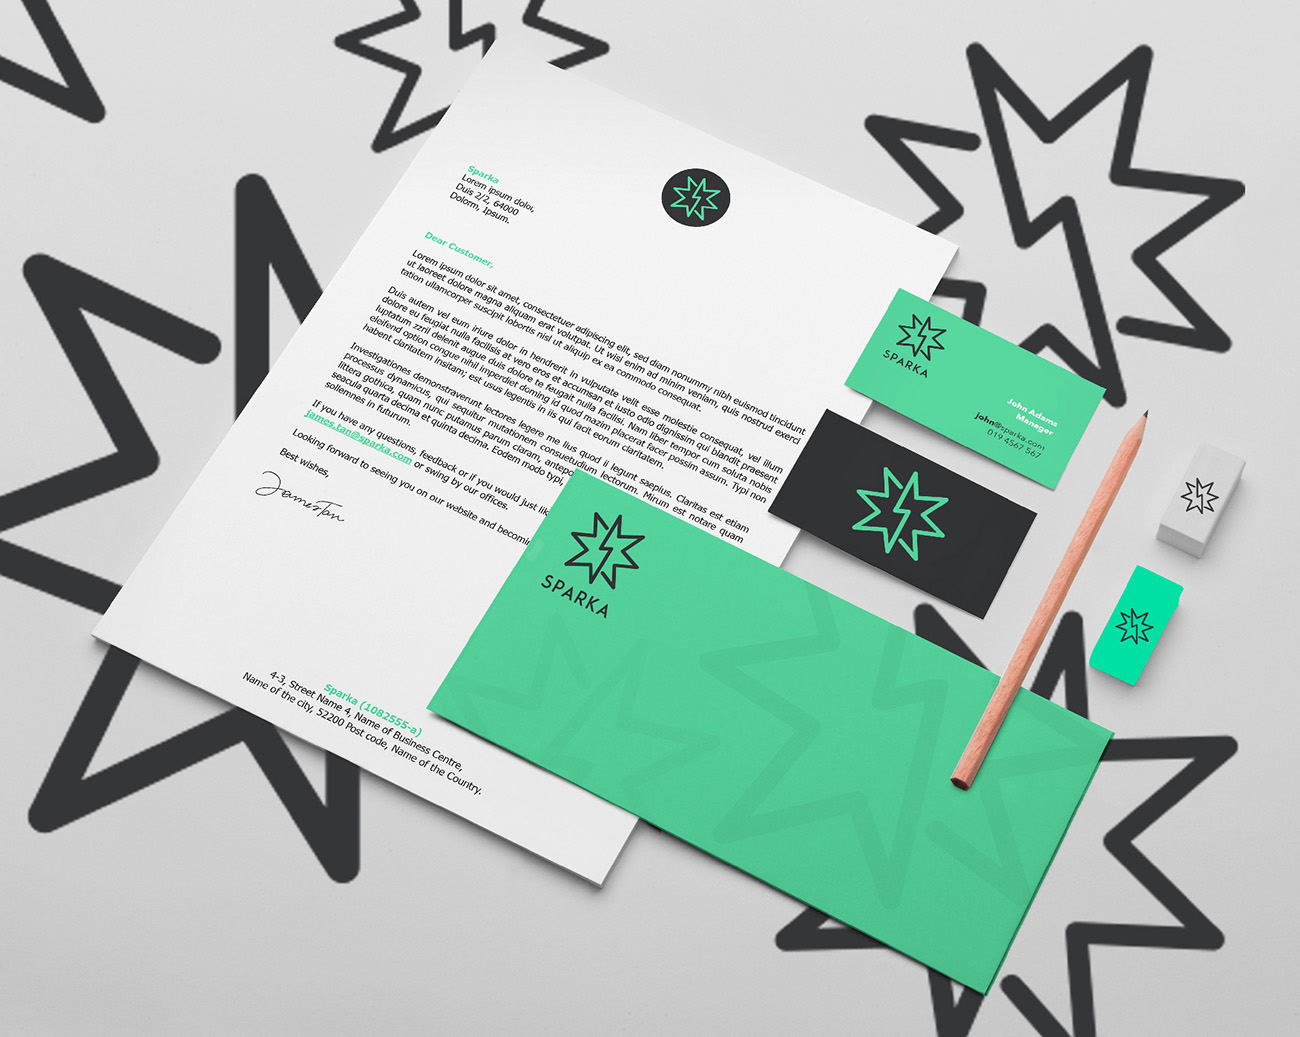 Sparka
Lorem ipsum dolor,
Duis 2/2, 64000
Dolorm, Ipsum.
Dear Customer,
Lorem ipsum dolor sit amet, consectetuer adipiscing elit, sed diam nonummy nibh euismod tincidunt
ut laoreet dolore magna aliquam erat volutpat. Ut wisi enim ad minim veniam, quis nostrud exerci
tation ullamcorper suscipit lobortis nisl ut aliquip ex ea commodo consequat.
Duis autem vel eum iriure dolor in hendrerit in vulputate velit esse molestie consequat, vel illum
dolore eu feugiat nulla facilisis at vero eros et accumsan et iusto odio dignissim qui blandit praesent
luptatum zzril delenit augue duis dolore te feugait nulla facilisi. Nam liber tempor cum soluta nobis
eleifend option congue nihil imperdiet doming id quod mazim placerat facer possim assum. Typi non
habent claritatem insitam; est usus legentis in iis qui facit eorum claritatem.
Investigationes demonstraverunt lectores legere me lius quod ii legunt saepius. Claritas est etiam
processus dynamicus, qui sequitur mutationem consuetudium lectorum. Mirum est notare quam
littera gothica, quam nunc putamus parum claram,
seacula quarta decima et quinta decima. Eodem modo typi,
sollemnes in futurum.
If you have any questions, feedback or if you would just
james.tan@sparka.com or swing by our offices.
Looking forward to seeing you on our website and
Best wishes,
James Tan
Sparka (1082555-a)
4-3, Street Name 4, Name of Business Centre,
Name of the city, 52200 Post code, Name of the Country.
SPARKA
John Adams
Manager
john@sparka.com
019 4567 567
SPARKA